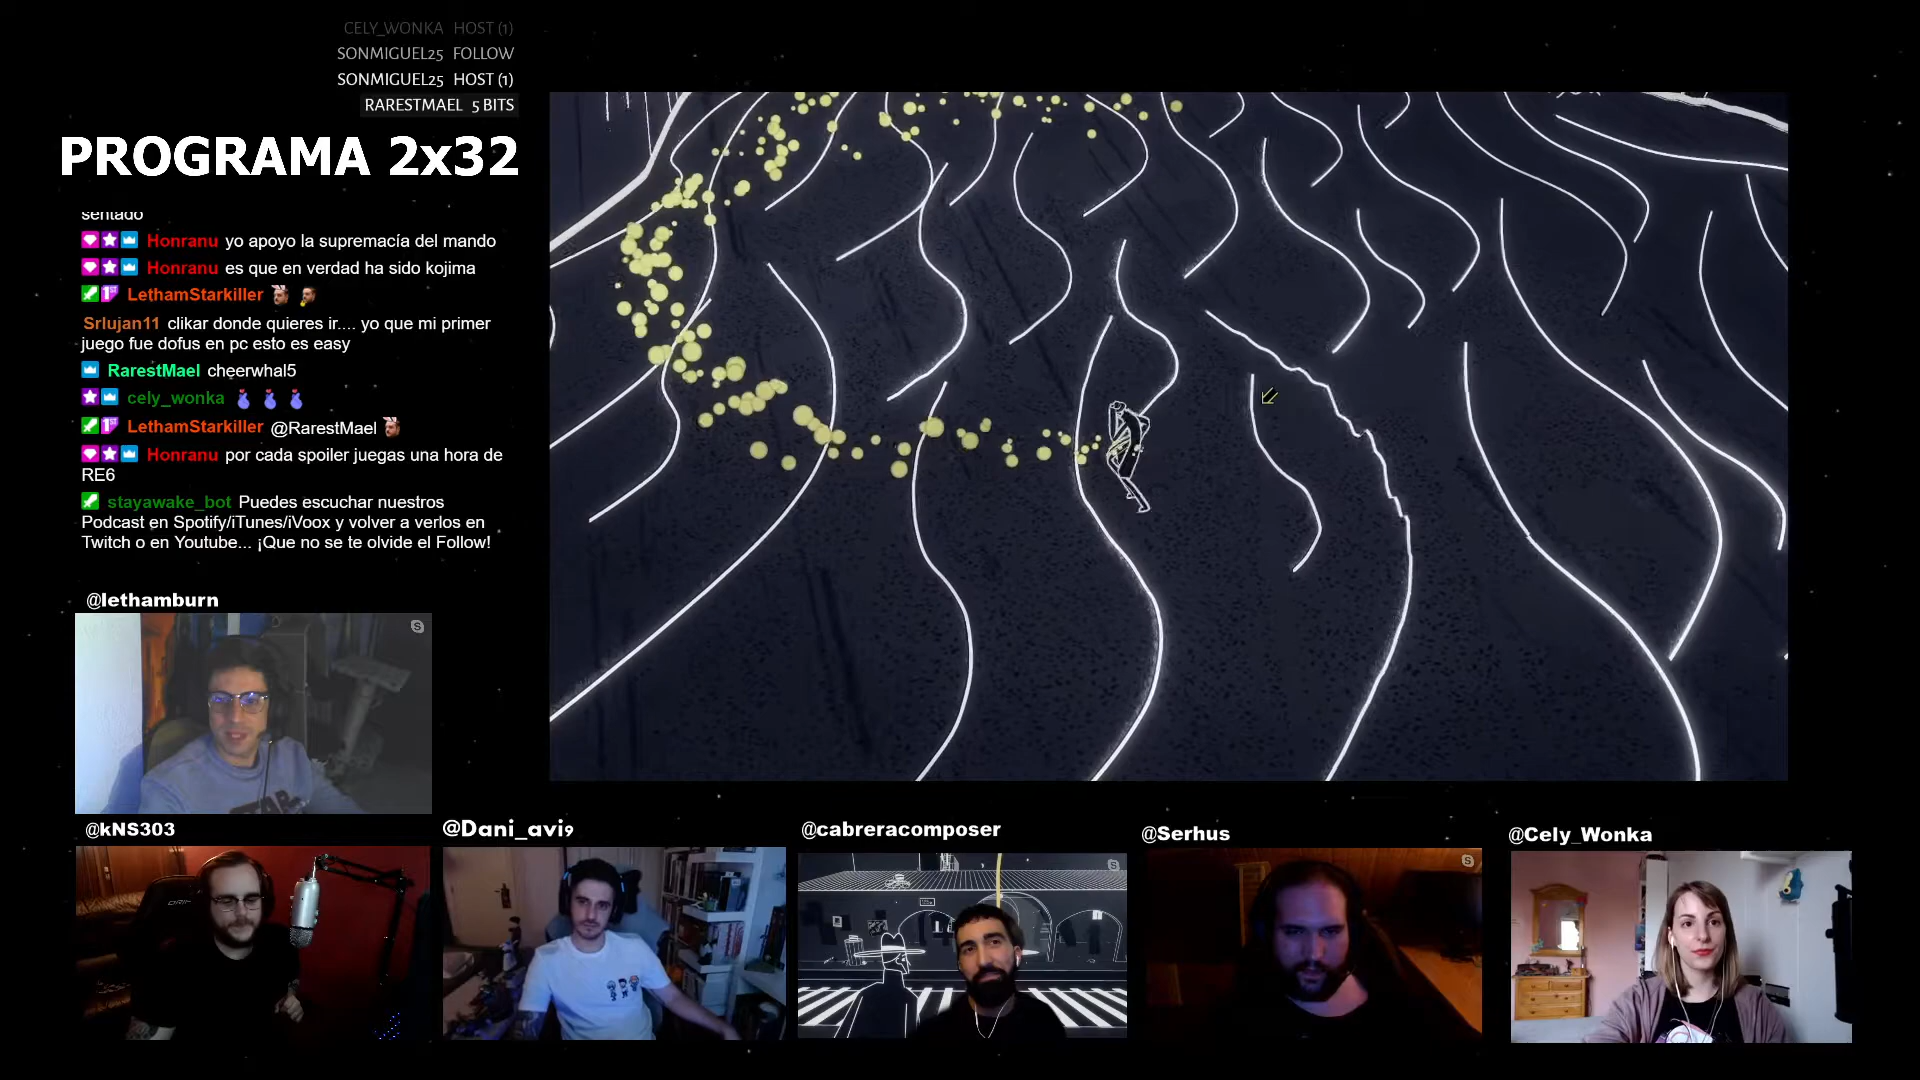 CELY_WONKA HOST (1)
SONMIGUEL25 FOLLOW
SONMIGUEL25 HOST (1)
RARESTMAEL 5 BITS
PROGRAMA 2x32
sentado
Honranu yo apoyo la supremacía del mando
Honranu es que en verdad ha sido kojima
LethamStarkiller
Srlujan11 clikar donde quieres ir.... yo que mi primer
juego fue dofus en pc esto es easy
RarestMael cheerwhal5
cely_wonka
LethamStarkiller @RarestMael
Honranu por cada spoiler juegas una hora de
RE6
stayawake_bot Puedes escuchar nuestros
Podcast en Spotify/iTunes/iVoox y volver a verlos en
Twitch o en Youtube... ¡Que no se te olvide el Follow!
@lethamburn
@kNS303
@Dani_avi9
@cabreracomposer
@Serhus
@Cely_Wonka